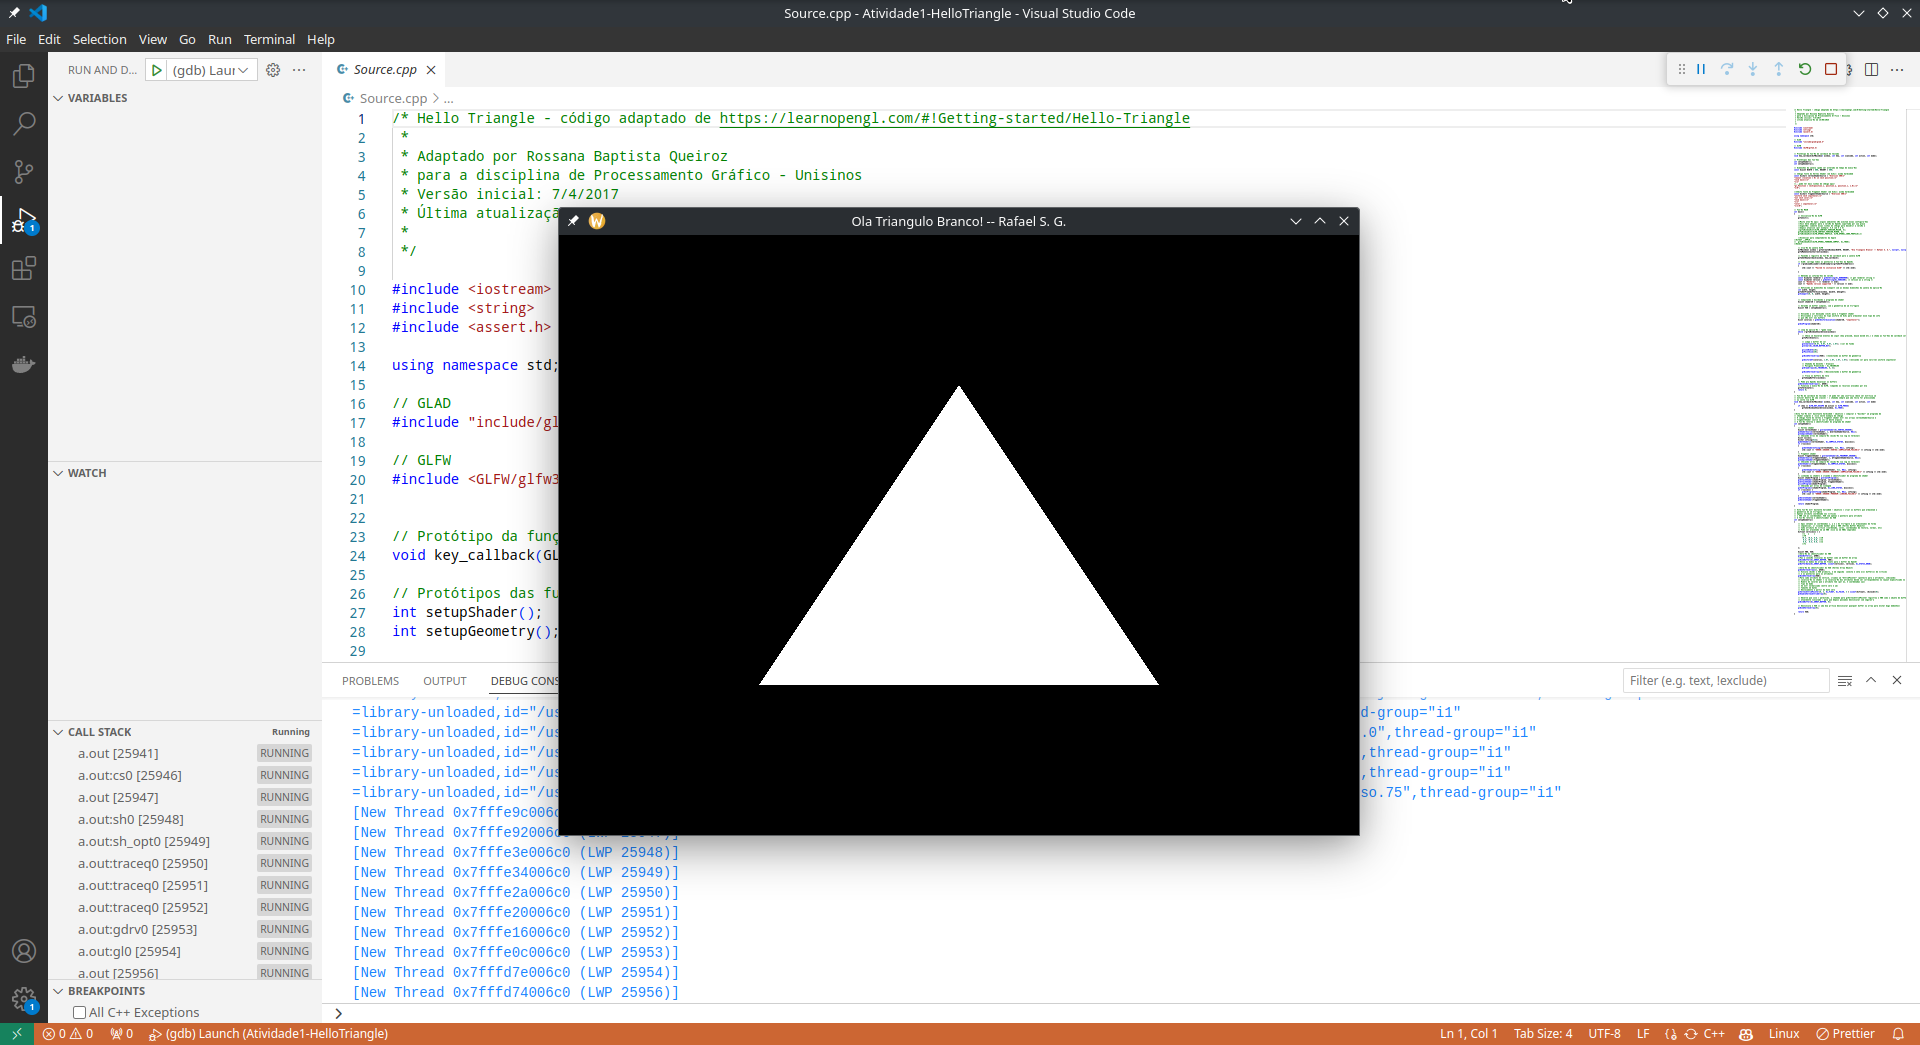 Source.cpp - Atividade1-HelloTriangle - Visual Studio Code
File Edit Selection View Go Run Terminal Help
RUN AND D... (gdb) Laur
Source.cpp
VARIABLES
Source.cpp > ...
1 /* Hello Triangle - código adaptado de https://learnopengl.com/#!Getting-started/Hello-Triangle
2 *
3 * Adaptado por Rossana Baptista Queiroz
4 * para a disciplina de Processamento Gráfico - Unisinos
5 * Versão inicial: 7/4/2017
6 * Última atualizaçã
7 *
8 */
9
10 #include <iostream>
11 #include <string>
12 #include <assert.h>
13
14 using namespace std;
15
16 // GLAD
17 #include "include/gl
18
19 // GLFW
20 #include <GLFW/glfw3
21
22
23 // Protótipo da funç
24 void key_callback(GL
25
26 // Protótipos das fu
27 int setupShader();
28 int setupGeometry();
29
Ola Triangulo Branco! -- Rafael S. G.
WATCH
PROBLEMS OUTPUT DEBUG CONS
Filter (e.g. text, !exclude)
=library-unloaded,id="/us d-group="i1"
=library-unloaded,id="/us .0",thread-group="i1"
=library-unloaded,id="/us ,thread-group="i1"
=library-unloaded,id="/us ,thread-group="i1"
=library-unloaded,id="/us so.75",thread-group="i1"
[New Thread 0x7fffe9c006c
[New Thread 0x7fffe92006c0
[New Thread 0x7fffe3e006c0 (LWP 25948)]
[New Thread 0x7fffe34006c0 (LWP 25949)]
[New Thread 0x7fffe2a006c0 (LWP 25950)]
[New Thread 0x7fffe20006c0 (LWP 25951)]
[New Thread 0x7fffe16006c0 (LWP 25952)]
[New Thread 0x7fffe0c006c0 (LWP 25953)]
[New Thread 0x7fffd7e006c0 (LWP 25954)]
[New Thread 0x7fffd74006c0 (LWP 25956)]
CALL STACK Running
a.out [25941] RUNNING
a.out:cs0 [25946] RUNNING
a.out [25947] RUNNING
a.out:sh0 [25948] RUNNING
a.out:sh_opt0 [25949] RUNNING
a.out:traceq0 [25950] RUNNING
a.out:traceq0 [25951] RUNNING
a.out:traceq0 [25952] RUNNING
a.out:gdrv0 [25953] RUNNING
a.out:gl0 [25954] RUNNING
a.out [25956] RUNNING
BREAKPOINTS
All C++ Exceptions
1
1
0 0 0 (gdb) Launch (Atividade1-HelloTriangle)
Ln 1, Col 1 Tab Size: 4 UTF-8 LF C++ Linux Prettier